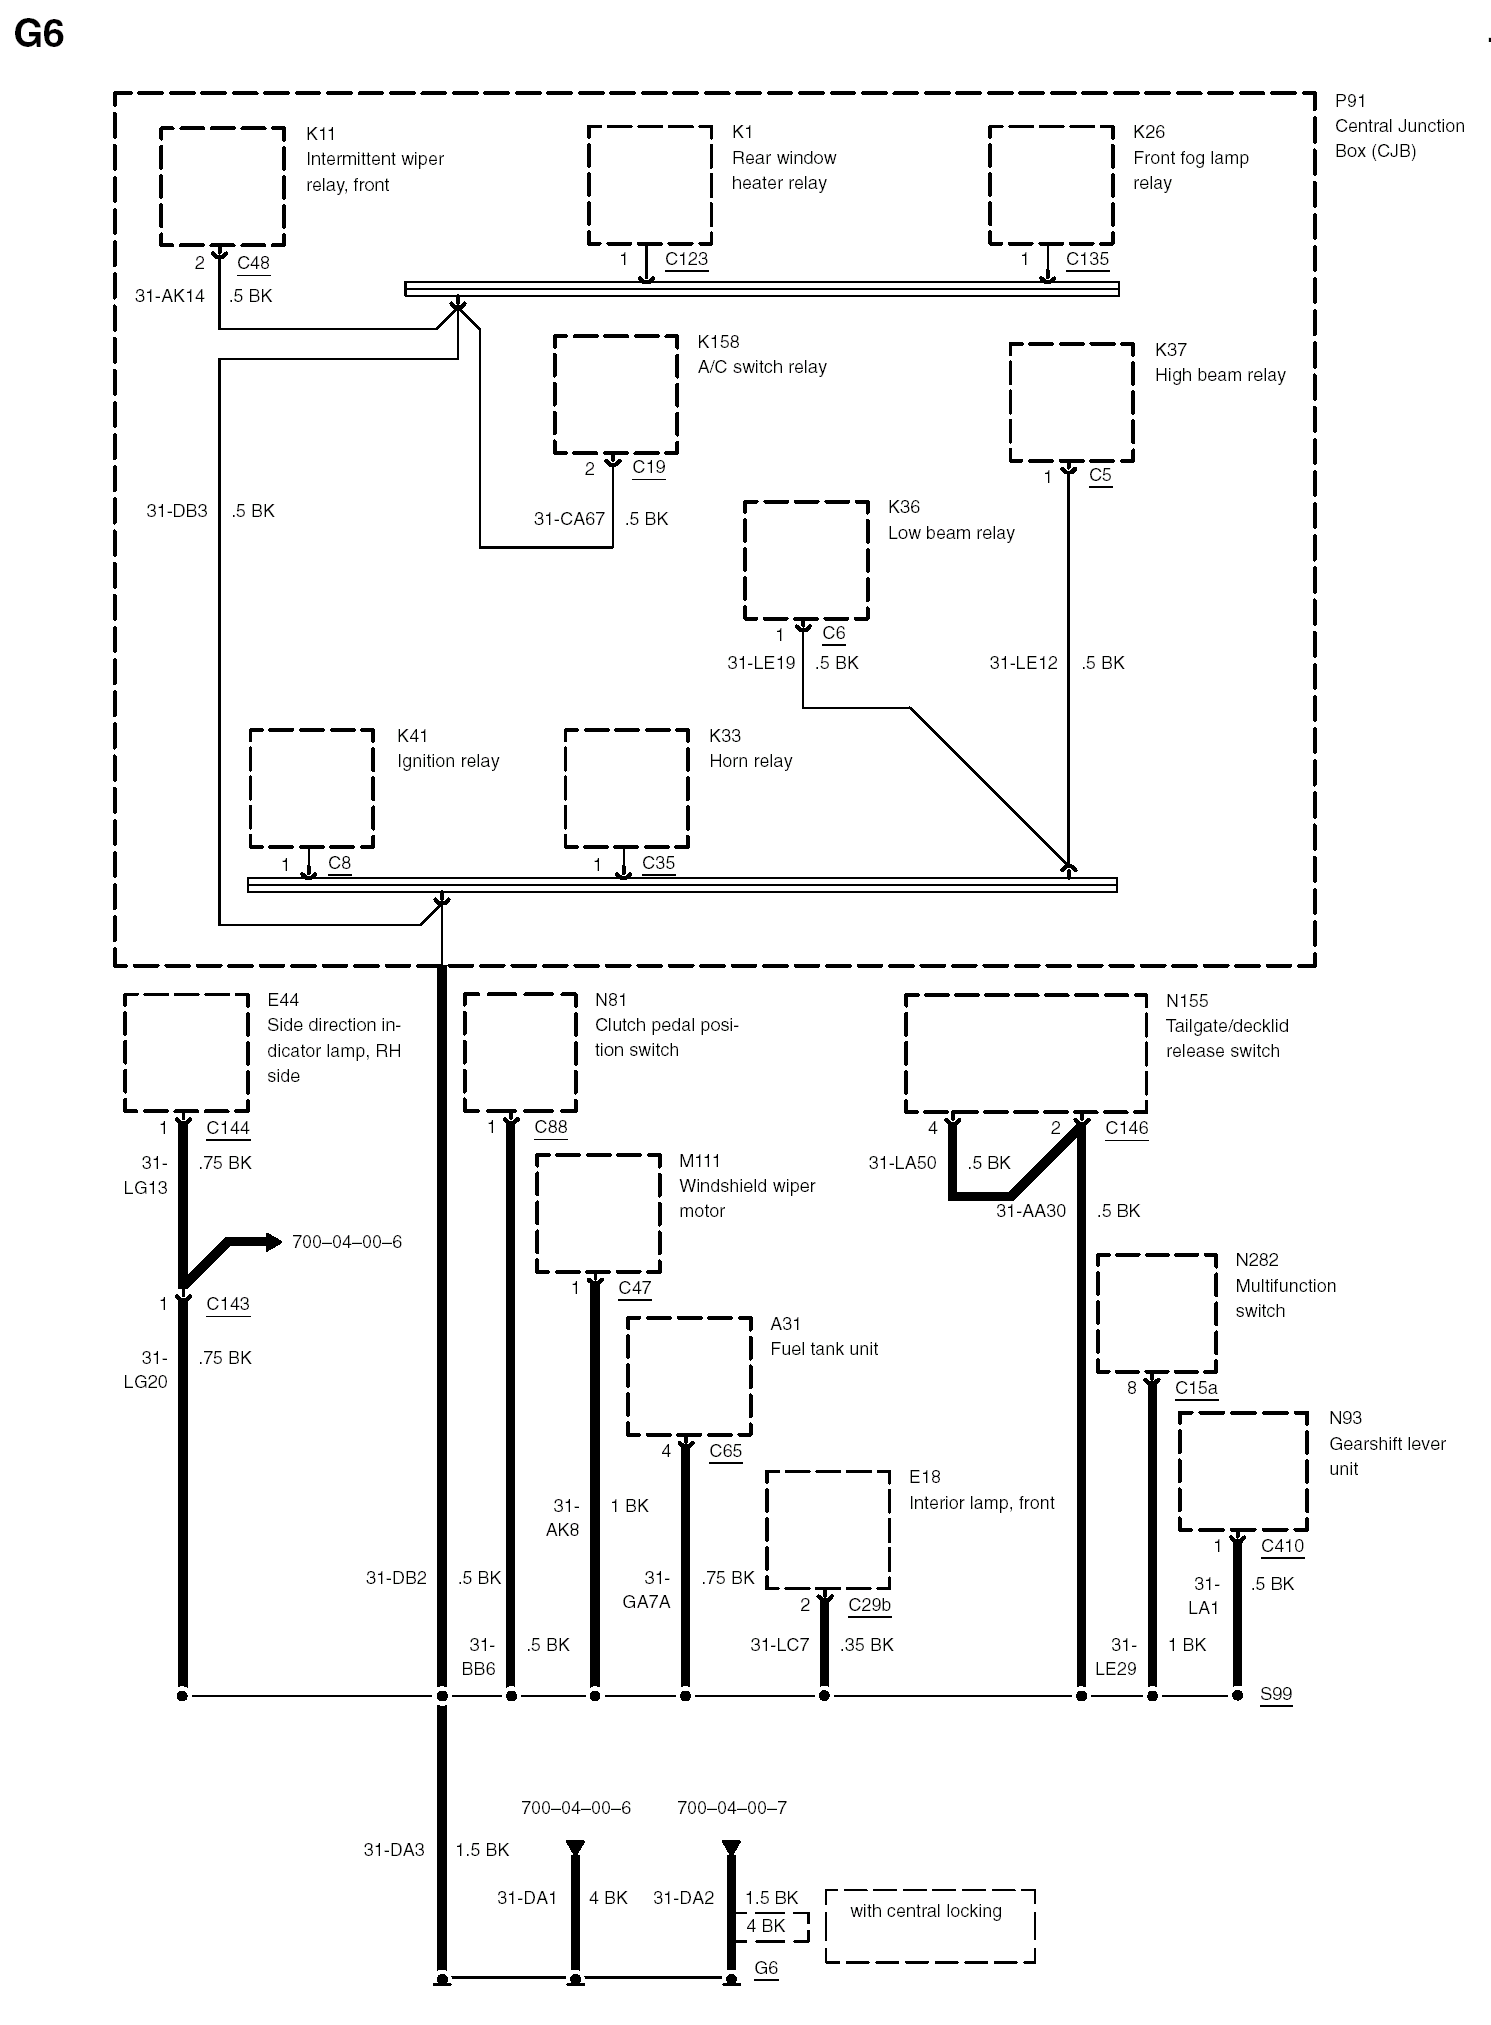 G6
P91
Central Junction
Box (CJB)
K11
Intermittent wiper
relay, front
K1
Rear window
heater relay
K26
Front fog lamp
relay
2 C48
1 C123
1 C135
31-AK14 .5 BK
K158
A/C switch relay
K37
High beam relay
2 C19
1 C5
31-DB3 .5 BK
31-CA67 .5 BK
K36
Low beam relay
1 C6
31-LE19 .5 BK
31-LE12 .5 BK
K41
Ignition relay
K33
Horn relay
1 C8
1 C35
E44
Side direction in-
dicator lamp, RH
side
N81
Clutch pedal posi-
tion switch
N155
Tailgate/decklid
release switch
1 C144
1 C88
4 2 C146
31-
LG13
.75 BK
M111
Windshield wiper
motor
31-LA50 .5 BK
31-AA30 .5 BK
700–04–00–6
1 C143
1 C47
N282
Multifunction
switch
31-
LG20
.75 BK
A31
Fuel tank unit
8 C15a
4 C65
N93
Gearshift lever
unit
E18
Interior lamp, front
31-
AK8
1 BK
1 C410
31-DB2 .5 BK
31-
GA7A
.75 BK
2 C29b
31-
LA1
.5 BK
31-
BB6
.5 BK
31-LC7 .35 BK
31-
LE29
1 BK
S99
700–04–00–6
700–04–00–7
31-DA3 1.5 BK
31-DA1 4 BK
31-DA2 1.5 BK
4 BK
with central locking
G6